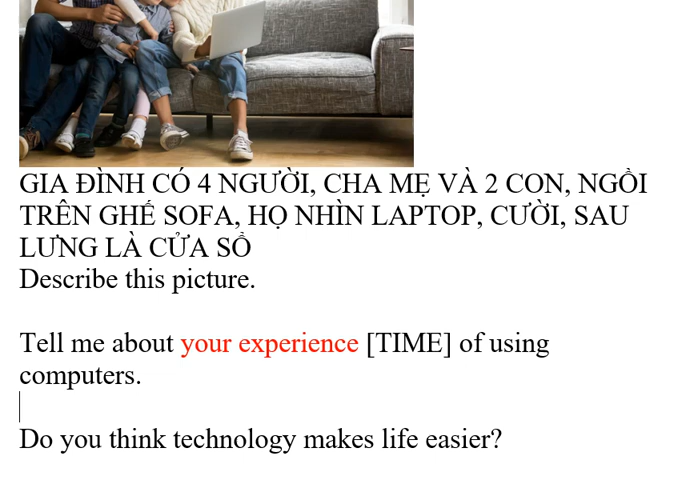 GIA ĐÌNH CÓ 4 NGƯỜI, CHA MẸ VÀ 2 CON, NGỒI
TRÊN GHẾ SOFA, HỌ NHÌN LAPTOP, CƯỜI, SAU
LƯNG LÀ CỬA SỔ
Describe this picture.
Tell me about your experience [TIME] of using
computers.
Do you think technology makes life easier?